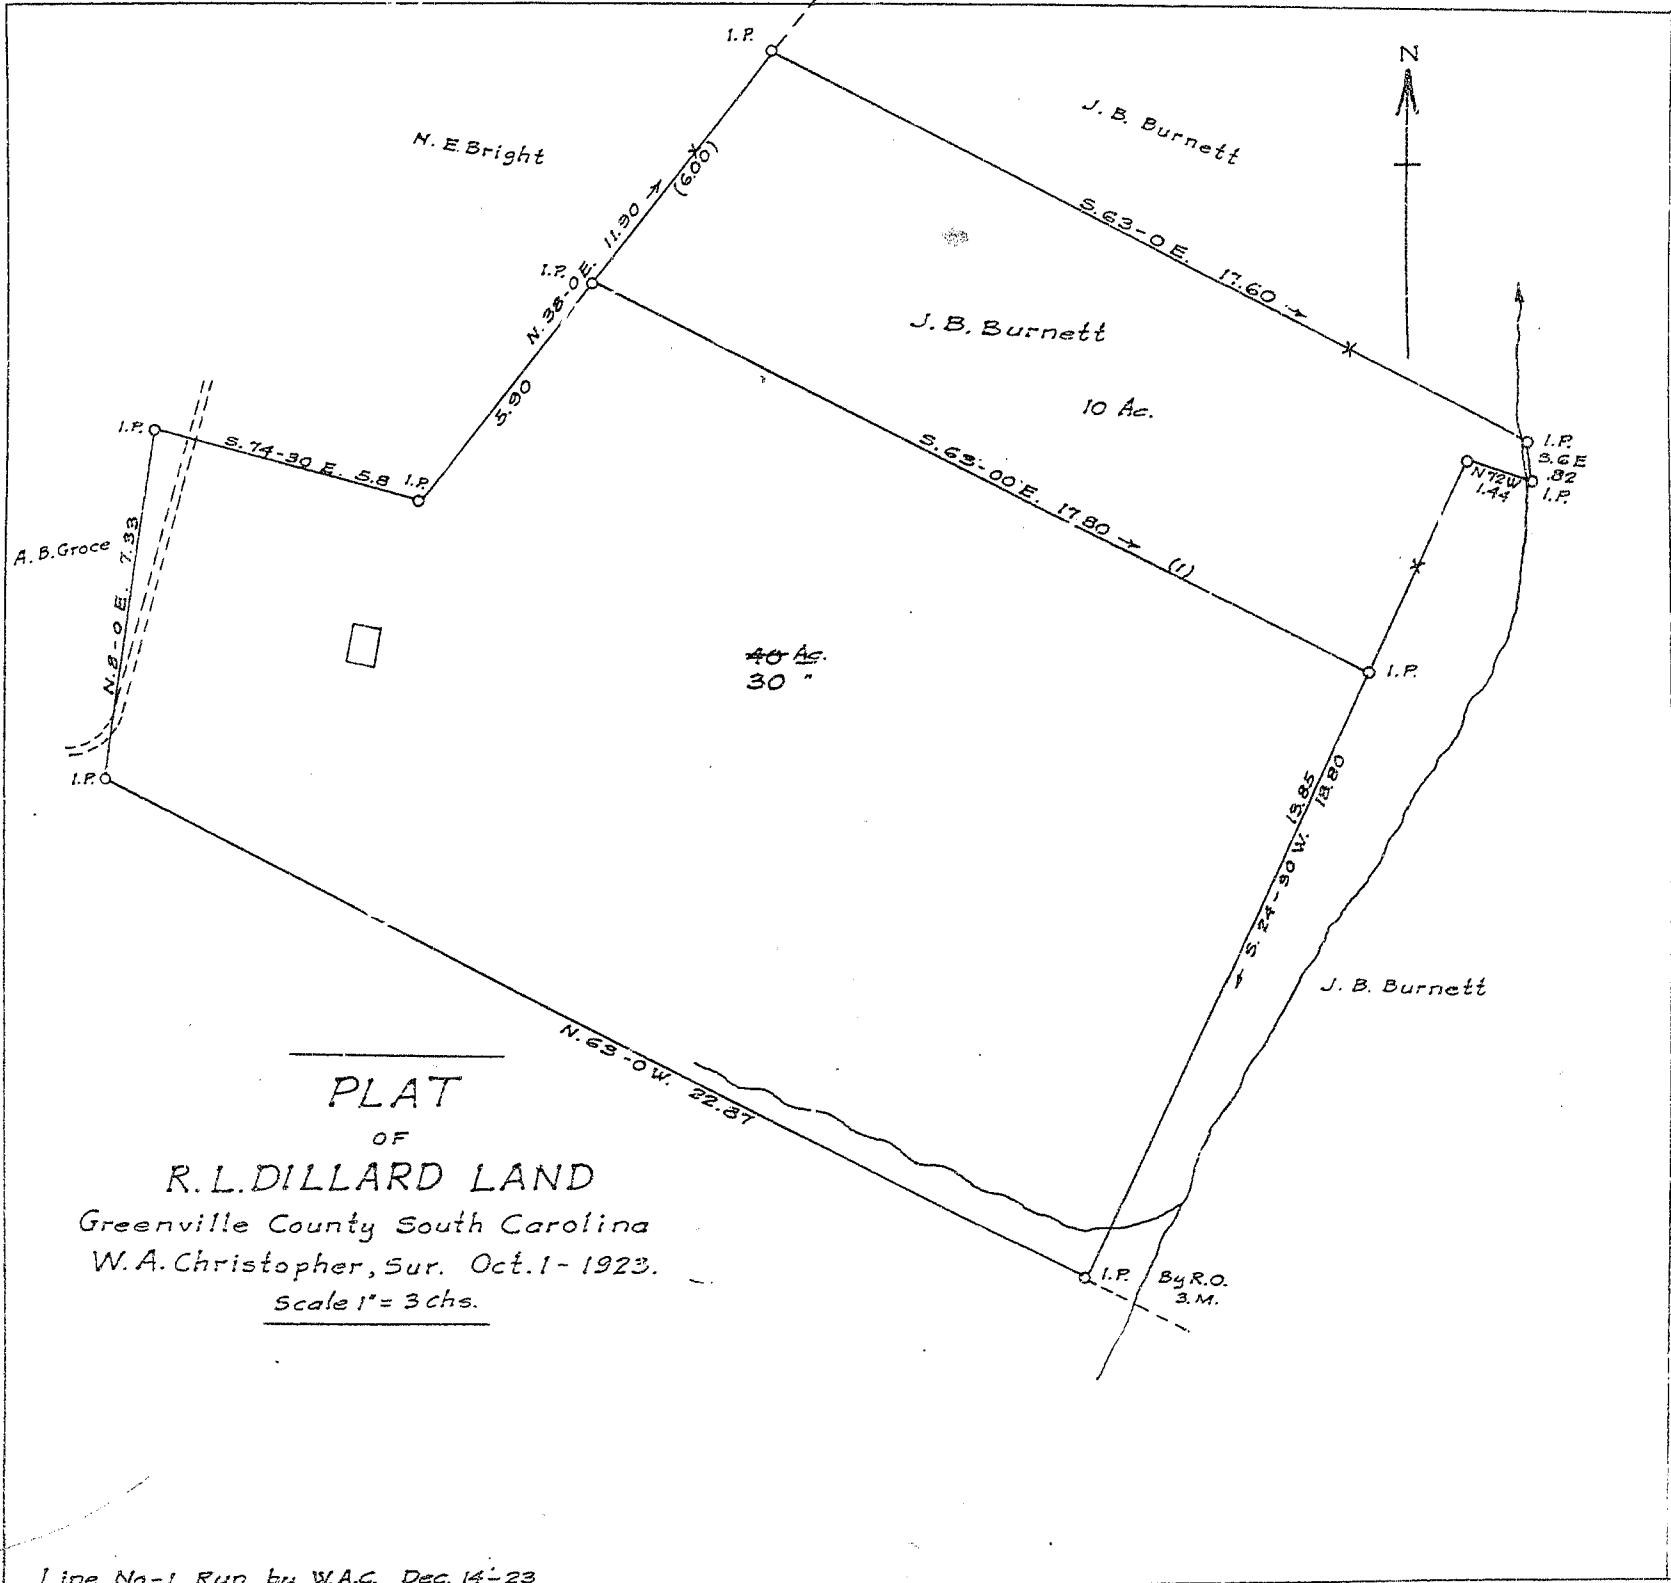 I.P.
N
J. B. Burnett
N. E. Bright
(6.00)
S. 63-0 E. 17.60
I.P.
N. 38-0 E. 11.90
J. B. Burnett
10 Ac.
5.90
I.P.
S. 74-30 E. 5.8
I.P.
S. 63-00 E. 17.80
(1)
I.P.
S.6 E
.82
I.P.
N 72 W
1.44
A. B. Groce
N. 8-0 E. 7.33
40 Ac.
30 "
I.P.
I.P.
18.80
S. 24-30 W.
J. B. Burnett
N. 63-0 W. 22.87
I.P.
By R.O.
3. M.
PLAT
OF
R. L. DILLARD LAND
Greenville County South Carolina
W. A. Christopher, Sur. Oct. 1 - 1923.
Scale 1" = 3 chs.
Line No-1 Run by W.A.C. Dec. 14-23